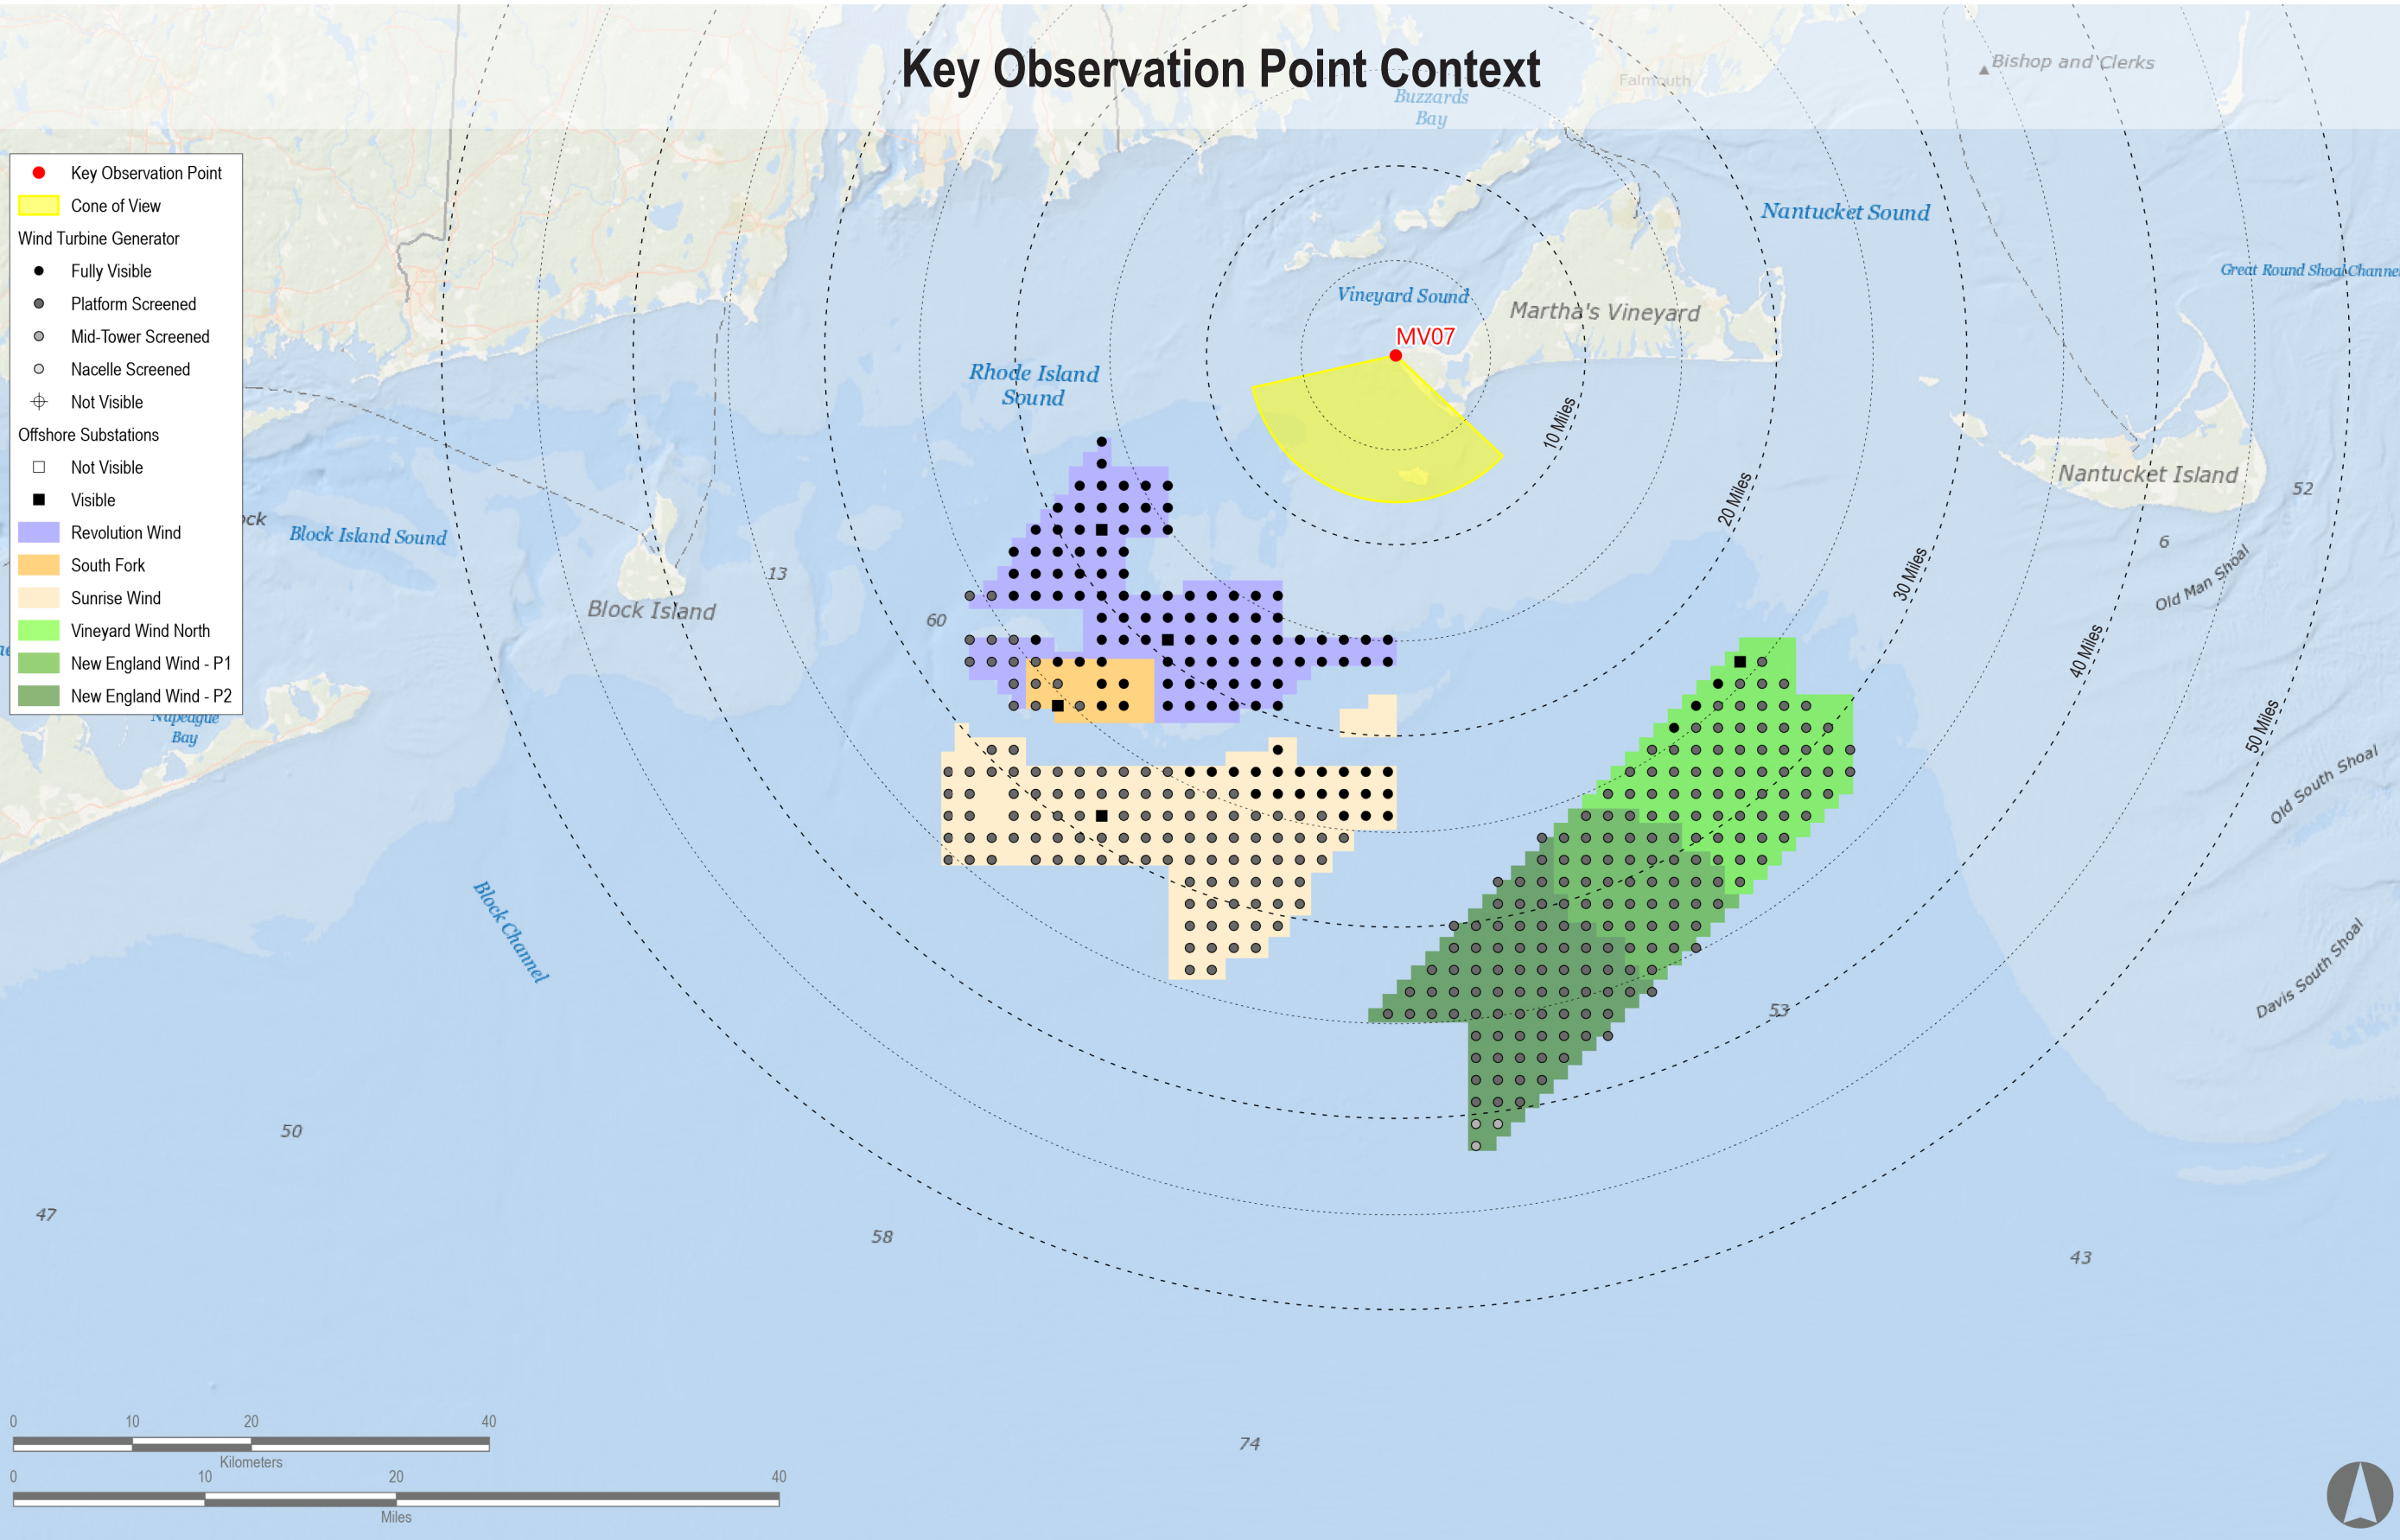 Key Observation Point Context
Bishop and Clerks
Falmouth
Buzzards
Bay
Key Observation Point
Cone of View
Wind Turbine Generator
Fully Visible
Platform Screened
Mid-Tower Screened
Nacelle Screened
Not Visible
Offshore Substations
Not Visible
Visible
Revolution Wind
South Fork
Sunrise Wind
Vineyard Wind North
New England Wind - P1
New England Wind - P2
Nantucket Sound
Great Round Shoal Channel
Vineyard Sound
Martha's Vineyard
MV07
Rhode Island
Sound
10 Miles
20 Miles
30 Miles
40 Miles
50 Miles
Nantucket Island
52
6
Old Man Shoal
ock
Block Island Sound
13
Block Island
60
Napeague
Bay
Old South Shoal
Block Channel
Davis South Shoal
53
50
47
58
43
74
0 10 20 40
Kilometers
0 10 20 40
Miles